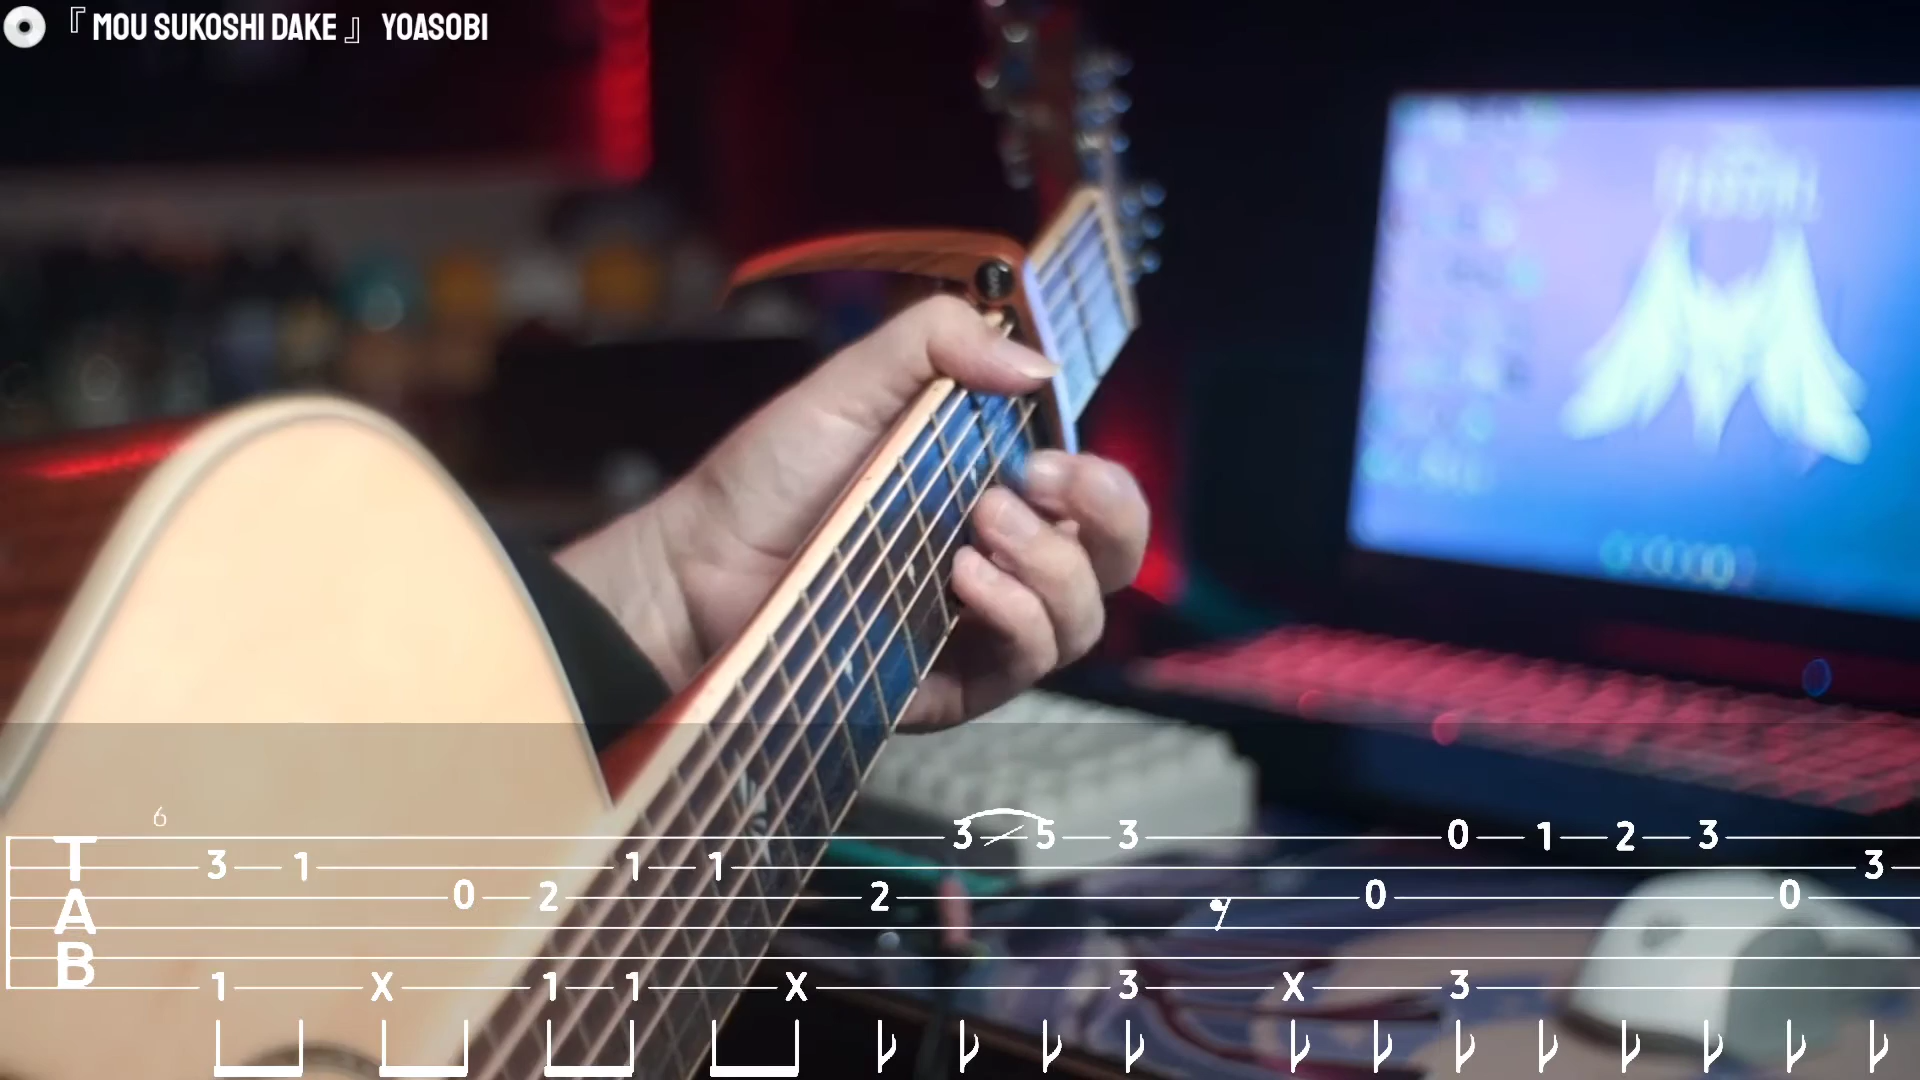 『 MOU SUKOSHI DAKE 』 YOASOBI
6
T 3 5 3 0 1 2 3
3 1 1 1 3
A 0 2 2 0 0
B
1 X 1 1 X 3 X 3